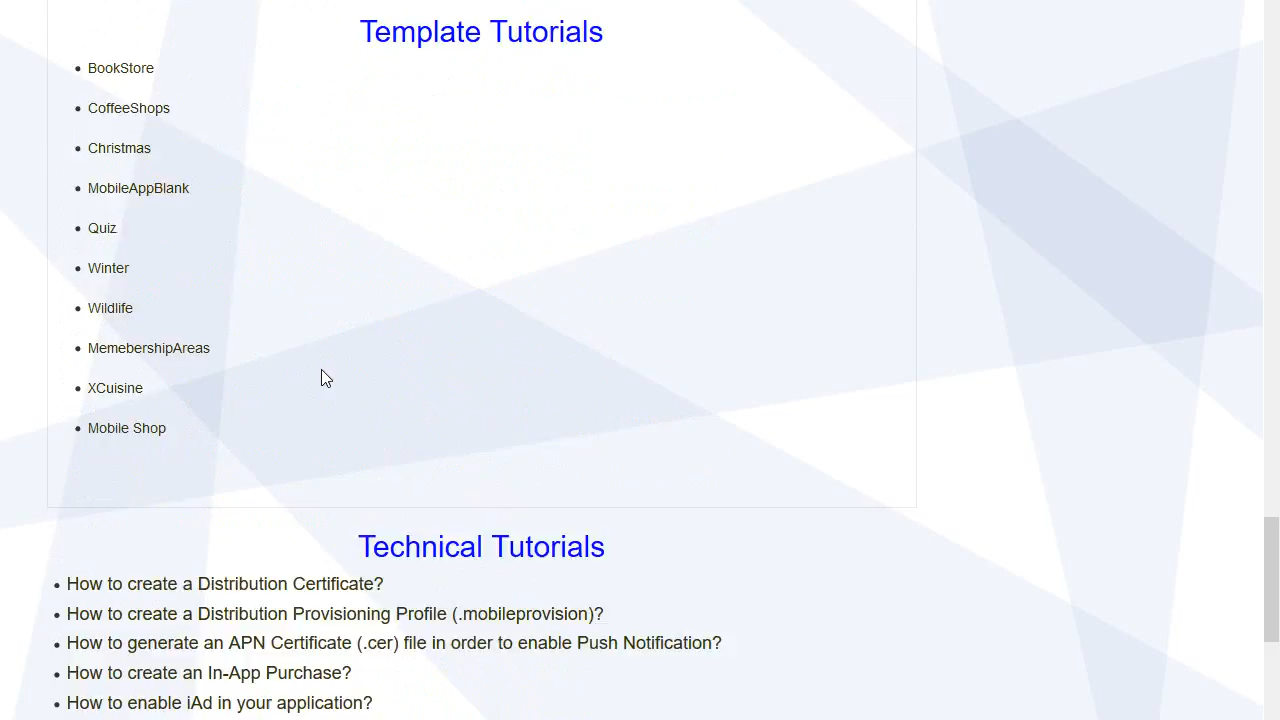 Template Tutorials
BookStore
CoffeeShops
Christmas
MobileAppBlank
Quiz
Winter
Wildlife
MemebershipAreas
XCuisine
Mobile Shop
Technical Tutorials
How to create a Distribution Certificate?
How to create a Distribution Provisioning Profile (.mobileprovision)?
How to generate an APN Certificate (.cer) file in order to enable Push Notification?
How to create an In-App Purchase?
How to enable iAd in your application?